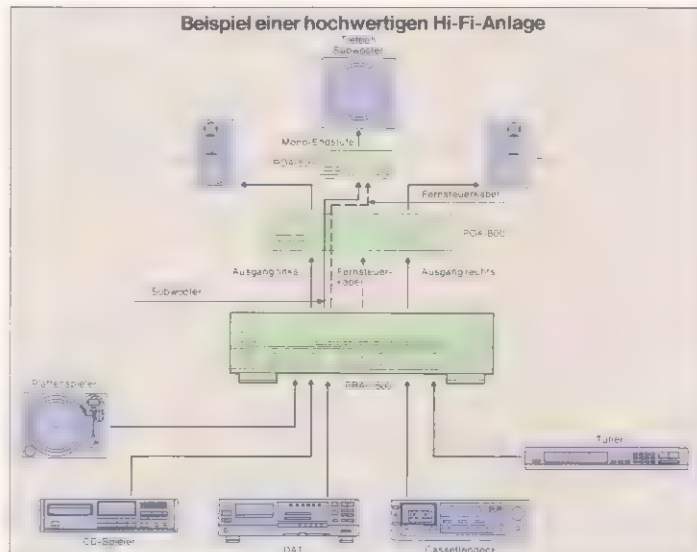 Beispiel einer hochwertigen Hi-Fi-Anlage
Subwoofer
Mono-Endstufe
Fernsteuerkabel
POA-800
Ausgang links
Fernsteuer-
kabel
Ausgang rechts
Subwoofer
Plattenspieler
Tuner
CD-Spieler
DAT
Cassettendeck